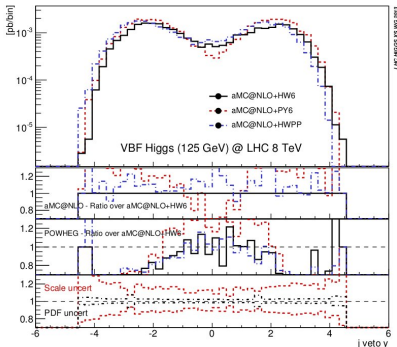 [pb/bin]
10⁻³
10⁻⁴
10⁻⁵
aMC@NLO+HW6
aMC@NLO+PY6
aMC@NLO+HWPP
VBF Higgs (125 GeV) @ LHC 8 TeV
1.2
1
0.8
aMC@NLO - Ratio over aMC@NLO+HW6
1.2
1
0.8
POWHEG - Ratio over aMC@NLO+HW6
1.2
1
0.8
Scale uncert
PDF uncert
-6 -4 -2 0 2 4 6
j veto y